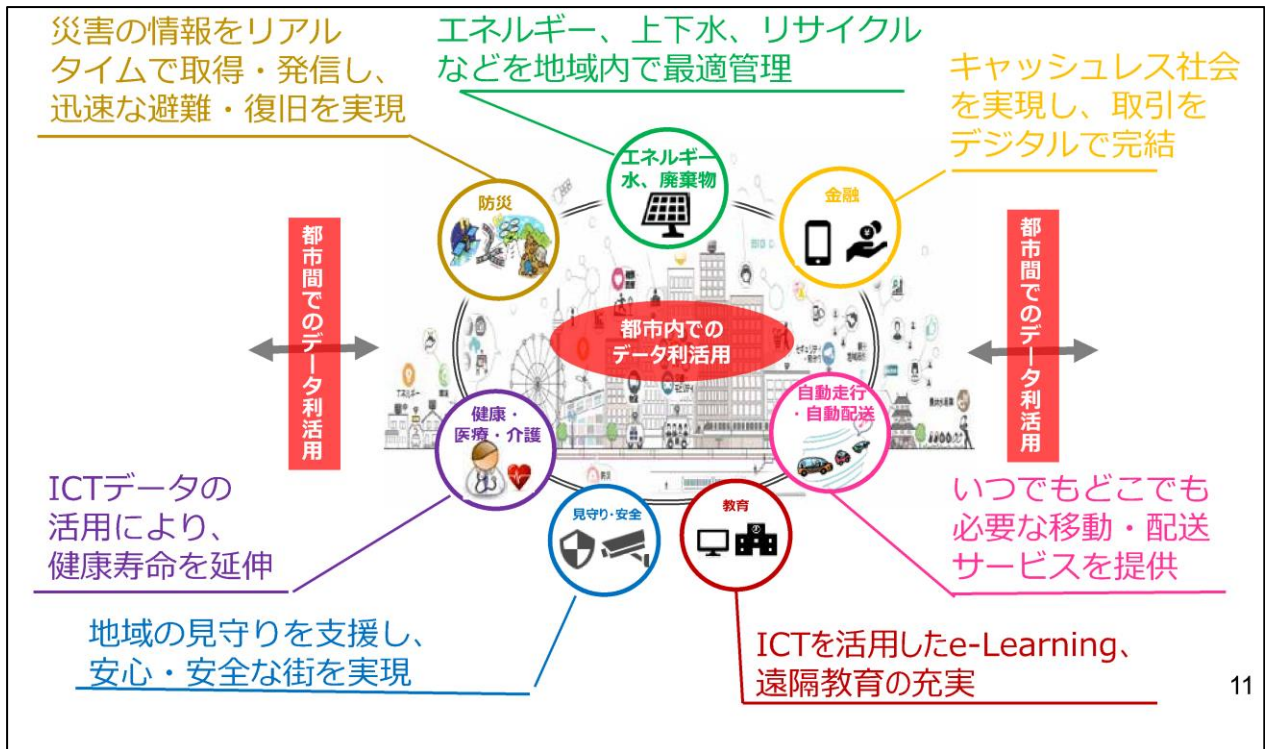 災害の情報をリアル
タイムで取得・発信し、
迅速な避難・復旧を実現
エネルギー、上下水、リサイクル
などを地域内で最適管理
キャッシュレス社会
を実現し、取引を
デジタルで完結
エネルギー
水、廃棄物
防災
金融
都市間でのデータ利活用
都市内での
データ利活用
都市間でのデータ利活用
健康・
医療・介護
自動走行
・自動配送
見守り・安全
教育
エネルギー
ICTデータの
活用により、
健康寿命を延伸
いつでもどこでも
必要な移動・配送
サービスを提供
地域の見守りを支援し、
安心・安全な街を実現
ICTを活用したe-Learning、
遠隔教育の充実
11